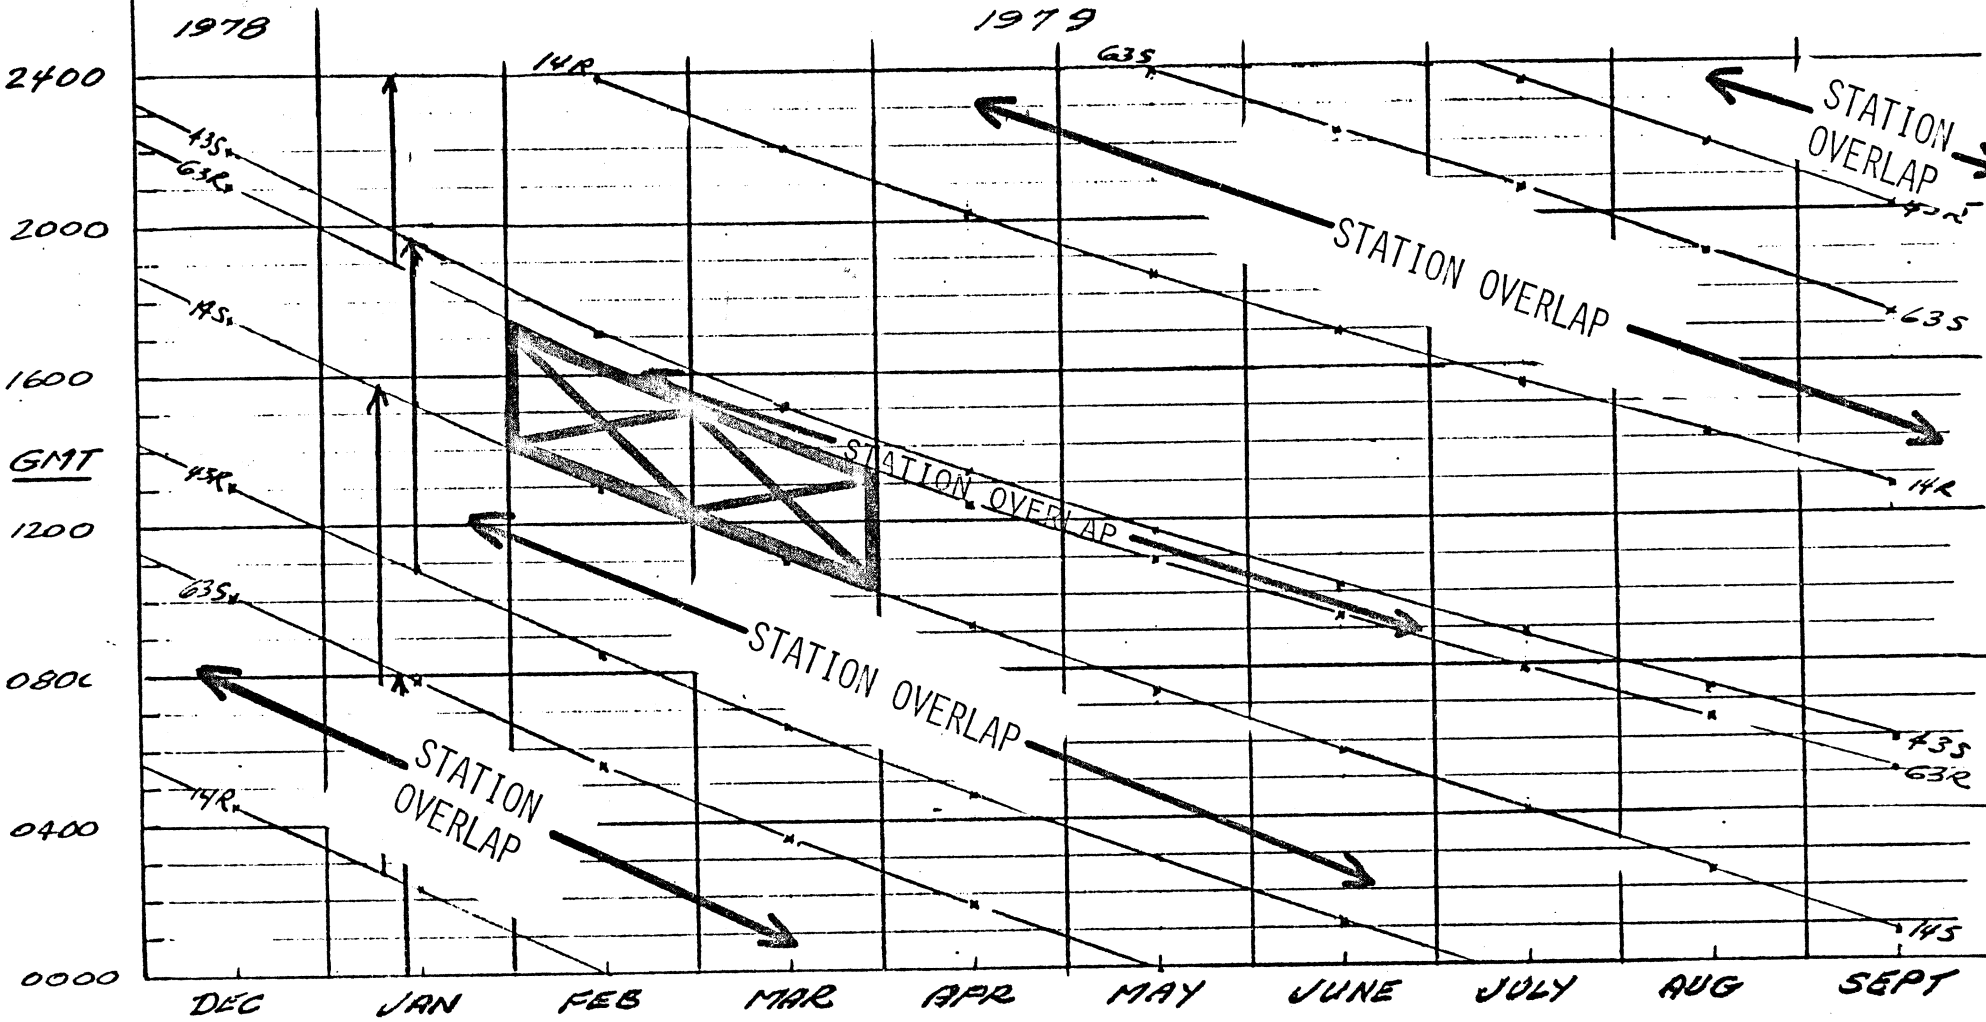 1978
1979
2400
14R
63S
43S
63R
STATION
OVERLAP
2000
14S
STATION OVERLAP
63S
1600
GMT
43R
STATION OVERLAP
14R
1200
63S
0800
STATION OVERLAP
43S
63R
STATION
OVERLAP
14R
0400
14S
0000
DEC
JAN
FEB
MAR
APR
MAY
JUNE
JULY
AUG
SEPT